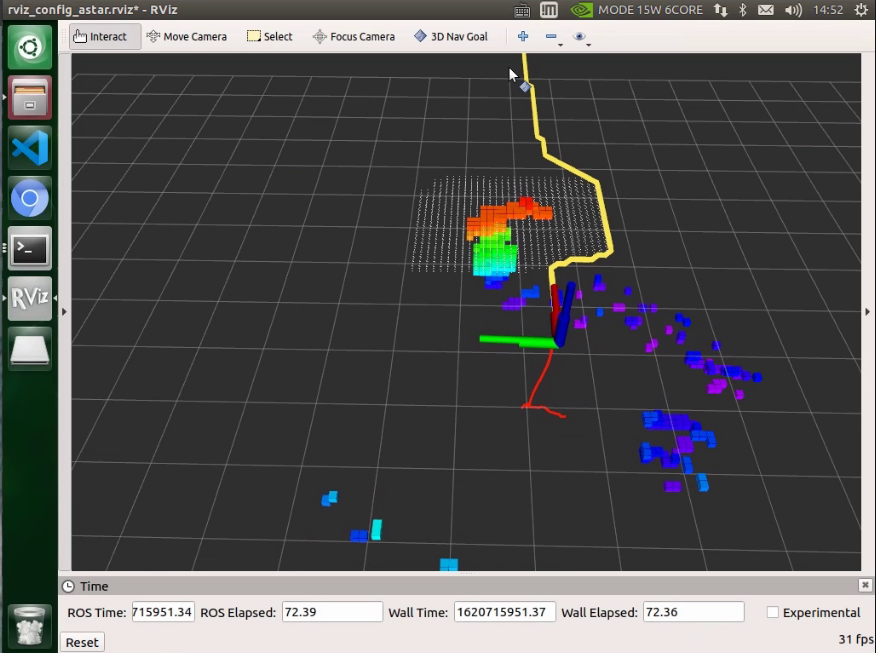 rviz_config_astar.rviz* - RViz
MODE 15W 6CORE 14:52
Interact Move Camera Select Focus Camera 3D Nav Goal
RViz
Time
ROS Time: 715951.34 ROS Elapsed: 72.39 Wall Time: 1620715951.37 Wall Elapsed: 72.36 Experimental
Reset 31 fps